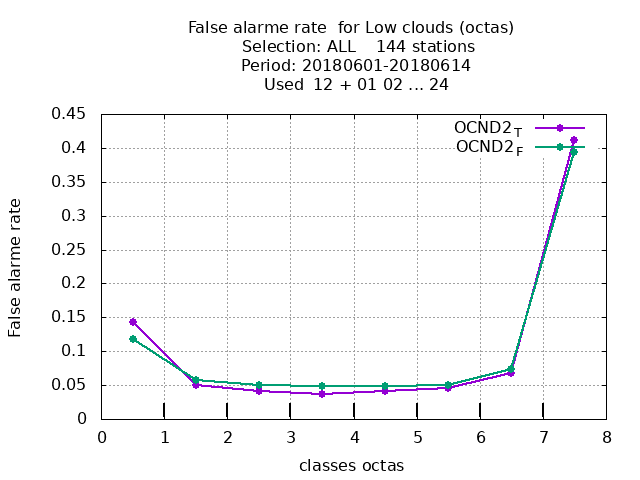 False alarme rate  for Low clouds (octas)
Selection: ALL    144 stations
Period: 20180601-20180614
Used  12 + 01 02 ... 24
0.45
0.4
0.35
0.3
0.25
0.2
0.15
0.1
0.05
0
False alarme rate
OCND2T
OCND2F
0 1 2 3 4 5 6 7 8
classes octas